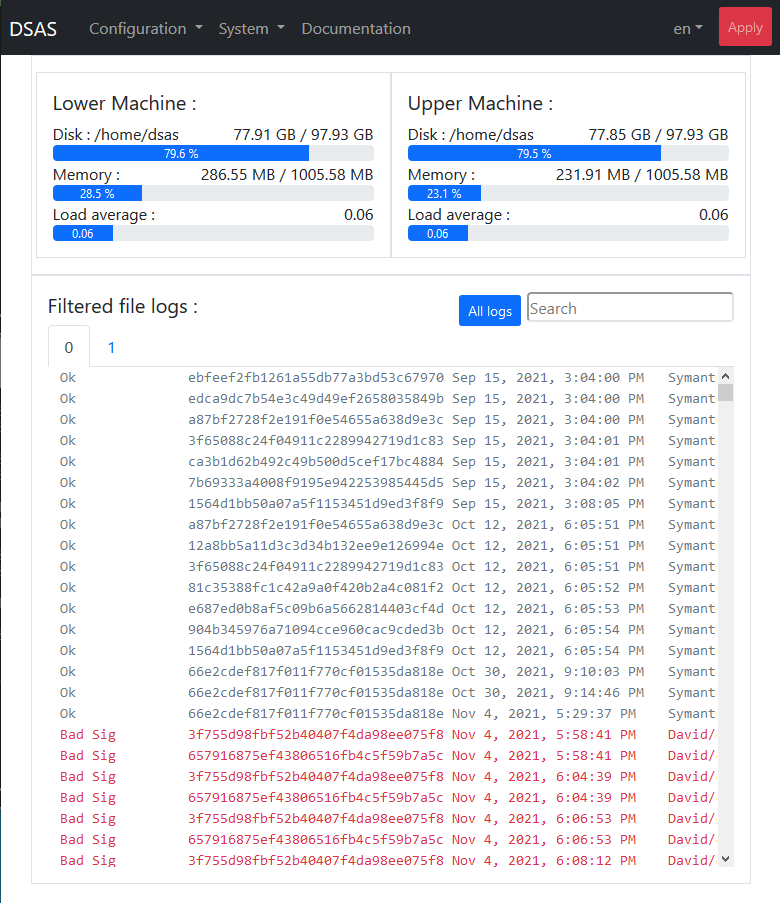 DSAS Configuration System Documentation en Apply
Lower Machine :
Disk : /home/dsas 77.91 GB / 97.93 GB
79.6 %
Memory : 286.55 MB / 1005.58 MB
28.5 %
Load average : 0.06
0.06
Upper Machine :
Disk : /home/dsas 77.85 GB / 97.93 GB
79.5 %
Memory : 231.91 MB / 1005.58 MB
23.1 %
Load average : 0.06
0.06
Filtered file logs : All logs Search
0 1
Ok ebfeef2fb1261a55db77a3bd53c67970 Sep 15, 2021, 3:04:00 PM Symant
Ok edca9dc7b54e3c49d49ef2658035849b Sep 15, 2021, 3:04:00 PM Symant
Ok a87bf2728f2e191f0e54655a638d9e3c Sep 15, 2021, 3:04:00 PM Symant
Ok 3f65088c24f04911c2289942719d1c83 Sep 15, 2021, 3:04:01 PM Symant
Ok ca3b1d62b492c49b500d5cef17bc4884 Sep 15, 2021, 3:04:01 PM Symant
Ok 7b69333a4008f9195e942253985445d5 Sep 15, 2021, 3:04:02 PM Symant
Ok 1564d1bb50a07a5f1153451d9ed3f8f9 Sep 15, 2021, 3:08:05 PM Symant
Ok a87bf2728f2e191f0e54655a638d9e3c Oct 12, 2021, 6:05:51 PM Symant
Ok 12a8bb5a11d3c3d34b132ee9e126994e Oct 12, 2021, 6:05:51 PM Symant
Ok 3f65088c24f04911c2289942719d1c83 Oct 12, 2021, 6:05:51 PM Symant
Ok 81c35388fc1c42a9a0f420b2a4c081f2 Oct 12, 2021, 6:05:52 PM Symant
Ok e687ed0b8af5c09b6a5662814403cf4d Oct 12, 2021, 6:05:53 PM Symant
Ok 904b345976a71094cce960cac9cded3b Oct 12, 2021, 6:05:54 PM Symant
Ok 1564d1bb50a07a5f1153451d9ed3f8f9 Oct 12, 2021, 6:05:54 PM Symant
Ok 66e2cdef817f011f770cf01535da818e Oct 30, 2021, 9:10:03 PM Symant
Ok 66e2cdef817f011f770cf01535da818e Oct 30, 2021, 9:14:46 PM Symant
Ok 66e2cdef817f011f770cf01535da818e Nov 4, 2021, 5:29:37 PM Symant
Bad Sig 3f755d98fbf52b40407f4da98ee075f8 Nov 4, 2021, 5:58:41 PM David/
Bad Sig 657916875ef43806516fb4c5f59b7a5c Nov 4, 2021, 5:58:41 PM David/
Bad Sig 3f755d98fbf52b40407f4da98ee075f8 Nov 4, 2021, 6:04:39 PM David/
Bad Sig 657916875ef43806516fb4c5f59b7a5c Nov 4, 2021, 6:04:39 PM David/
Bad Sig 3f755d98fbf52b40407f4da98ee075f8 Nov 4, 2021, 6:06:53 PM David/
Bad Sig 657916875ef43806516fb4c5f59b7a5c Nov 4, 2021, 6:06:53 PM David/
Bad Sig 3f755d98fbf52b40407f4da98ee075f8 Nov 4, 2021, 6:08:12 PM David/